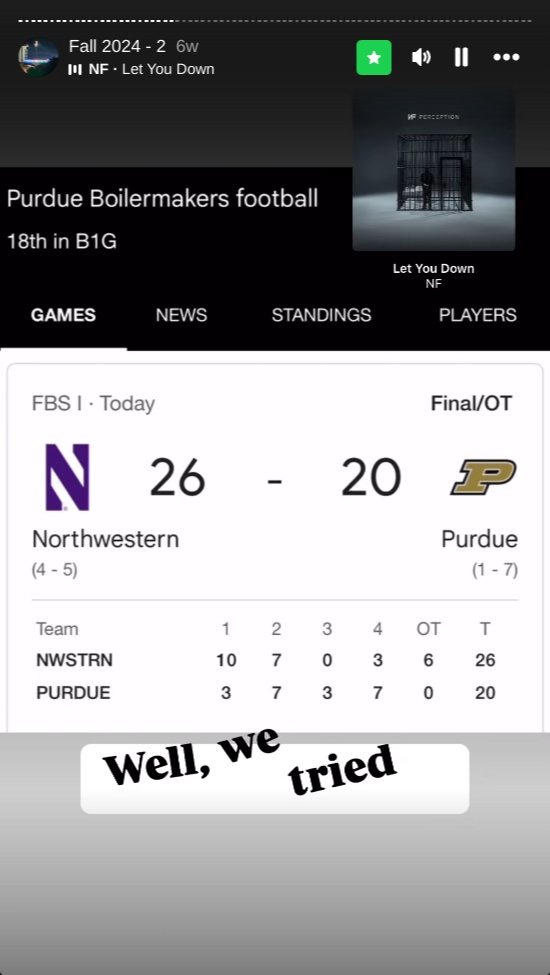 Fall 2024 - 2 6w
NF · Let You Down
NF PERCEPTION
Purdue Boilermakers football
18th in B1G
Let You Down
NF
GAMES NEWS STANDINGS PLAYERS
FBS I · Today Final/OT
N 26 - 20 P
Northwestern Purdue
(4 - 5) (1 - 7)
Team 1 2 3 4 OT T
NWSTRN 10 7 0 3 6 26
PURDUE 3 7 3 7 0 20
Well, we tried